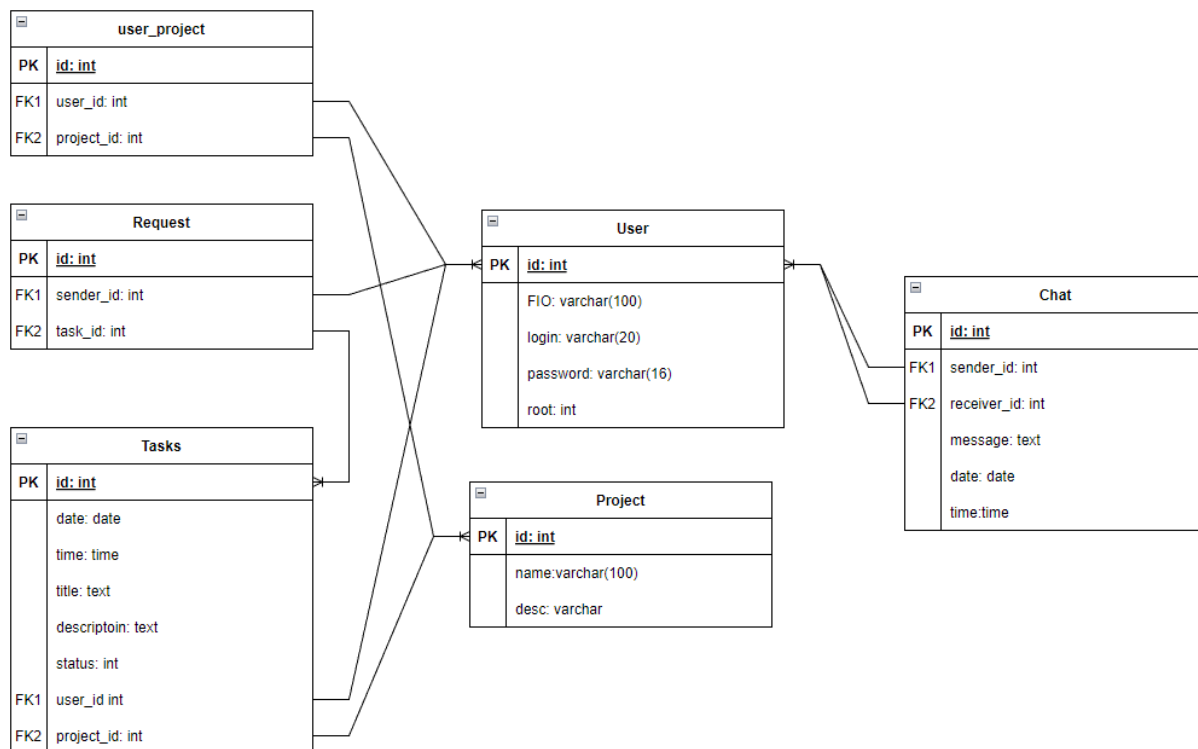 user_project
PK id: int
FK1 user_id: int
FK2 project_id: int
Request
PK id: int
FK1 sender_id: int
FK2 task_id: int
Tasks
PK id: int
date: date
time: time
title: text
descriptoin: text
status: int
FK1 user_id int
FK2 project_id: int
User
PK id: int
FIO: varchar(100)
login: varchar(20)
password: varchar(16)
root: int
Project
PK id: int
name:varchar(100)
desc: varchar
Chat
PK id: int
FK1 sender_id: int
FK2 receiver_id: int
message: text
date: date
time:time